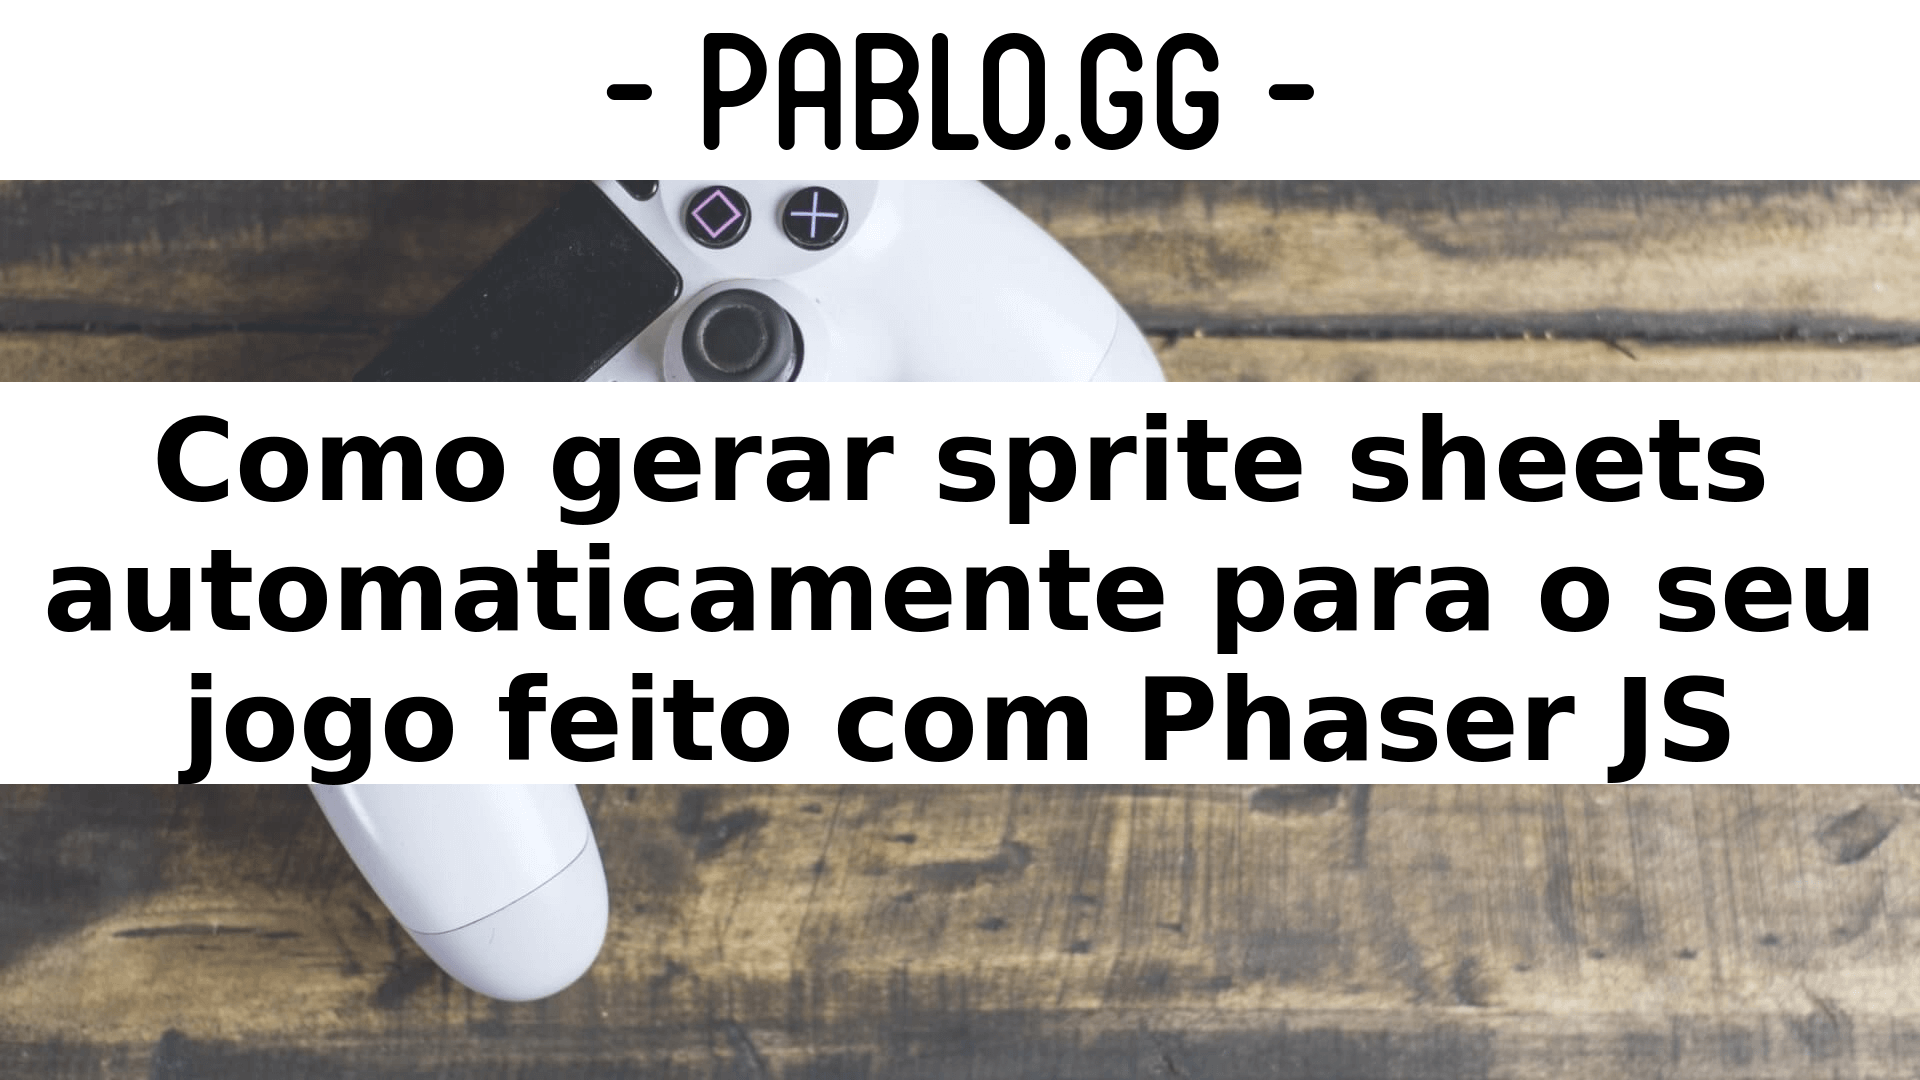 - PABLO.GG -
Como gerar sprite sheets
automaticamente para o seu
jogo feito com Phaser JS